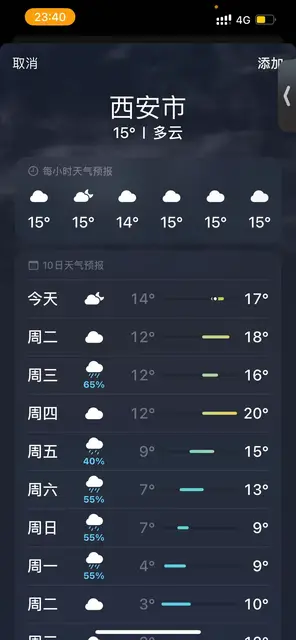 23:40 4G
取消 添加
西安市
15° | 多云
每小时天气预报
15° 15° 14° 15° 15° 15°
10日天气预报
今天 14° 17°
周二 12° 18°
周三 65% 12° 16°
周四 12° 20°
周五 40% 9° 15°
周六 55% 7° 13°
周日 55% 7° 9°
周一 55% 4° 9°
周二 3° 10°